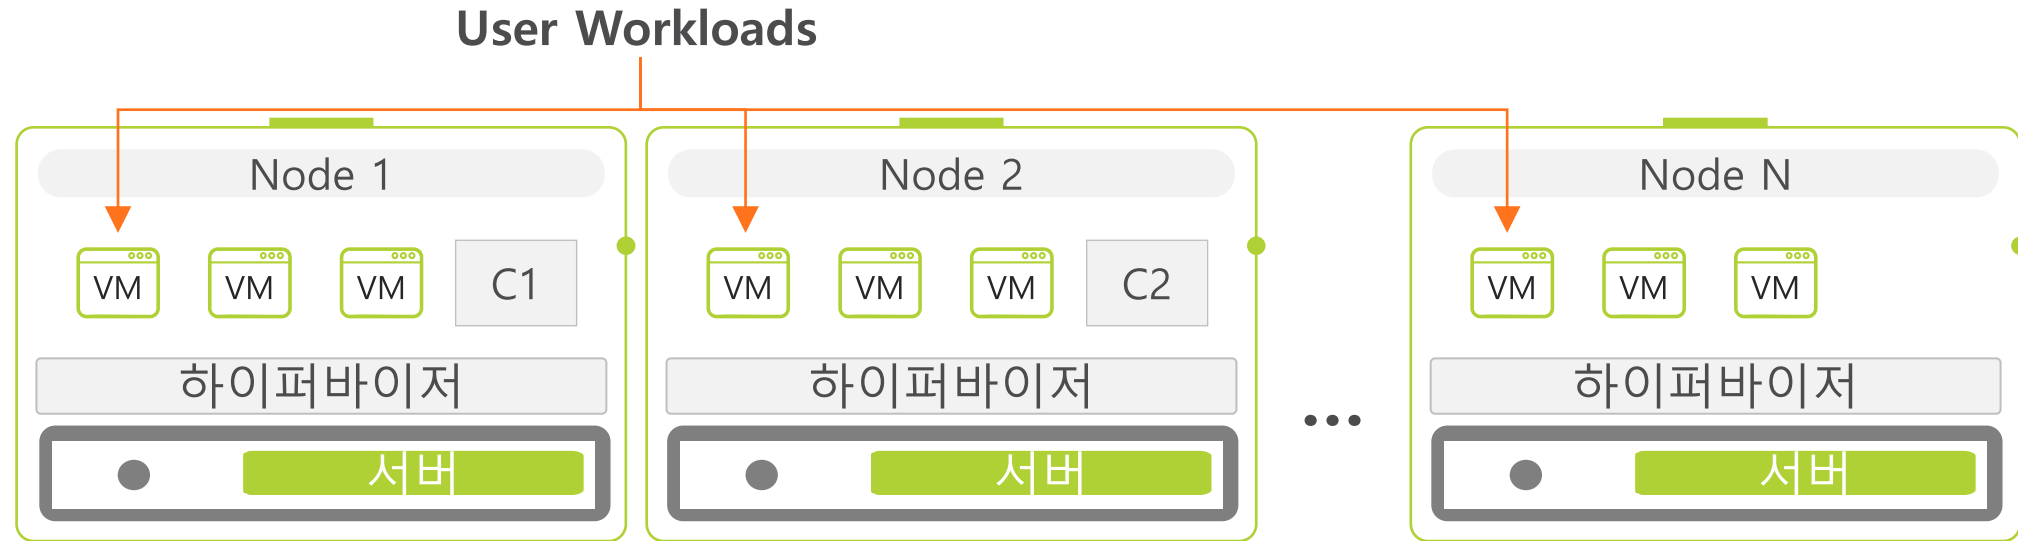 User Workloads
Node 1
Node 2
Node N
VM VM VM C1
VM VM VM C2
VM VM VM
하이퍼바이저
하이퍼바이저
...
하이퍼바이저
서버
서버
서버